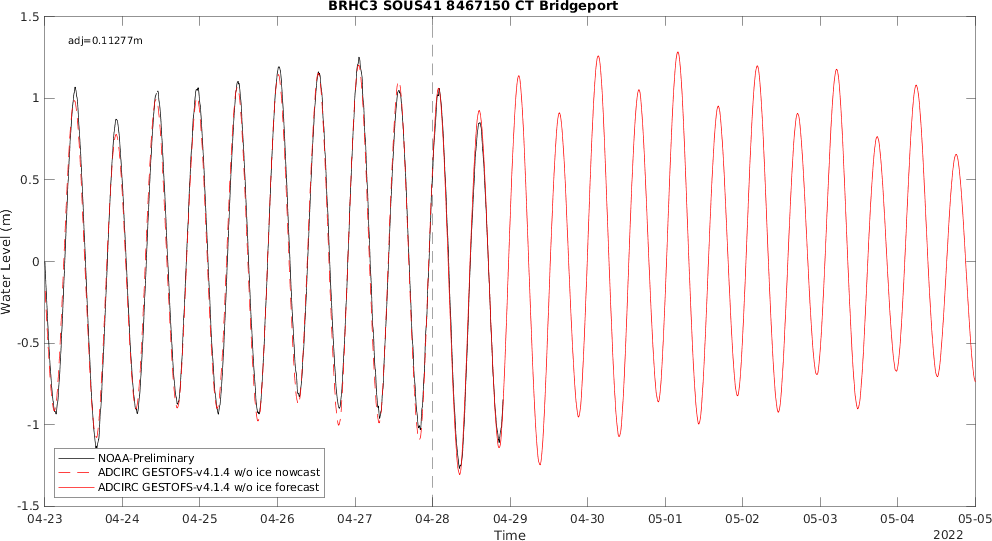 BRHC3 SOUS41 8467150 CT Bridgeport
adj=0.11277m
1.5
1
0.5
0
-0.5
-1
-1.5
Water Level (m)
NOAA-Preliminary
ADCIRC GESTOFS-v4.1.4 w/o ice nowcast
ADCIRC GESTOFS-v4.1.4 w/o ice forecast
04-23 04-24 04-25 04-26 04-27 04-28 04-29 04-30 05-01 05-02 05-03 05-04 05-05
Time
2022